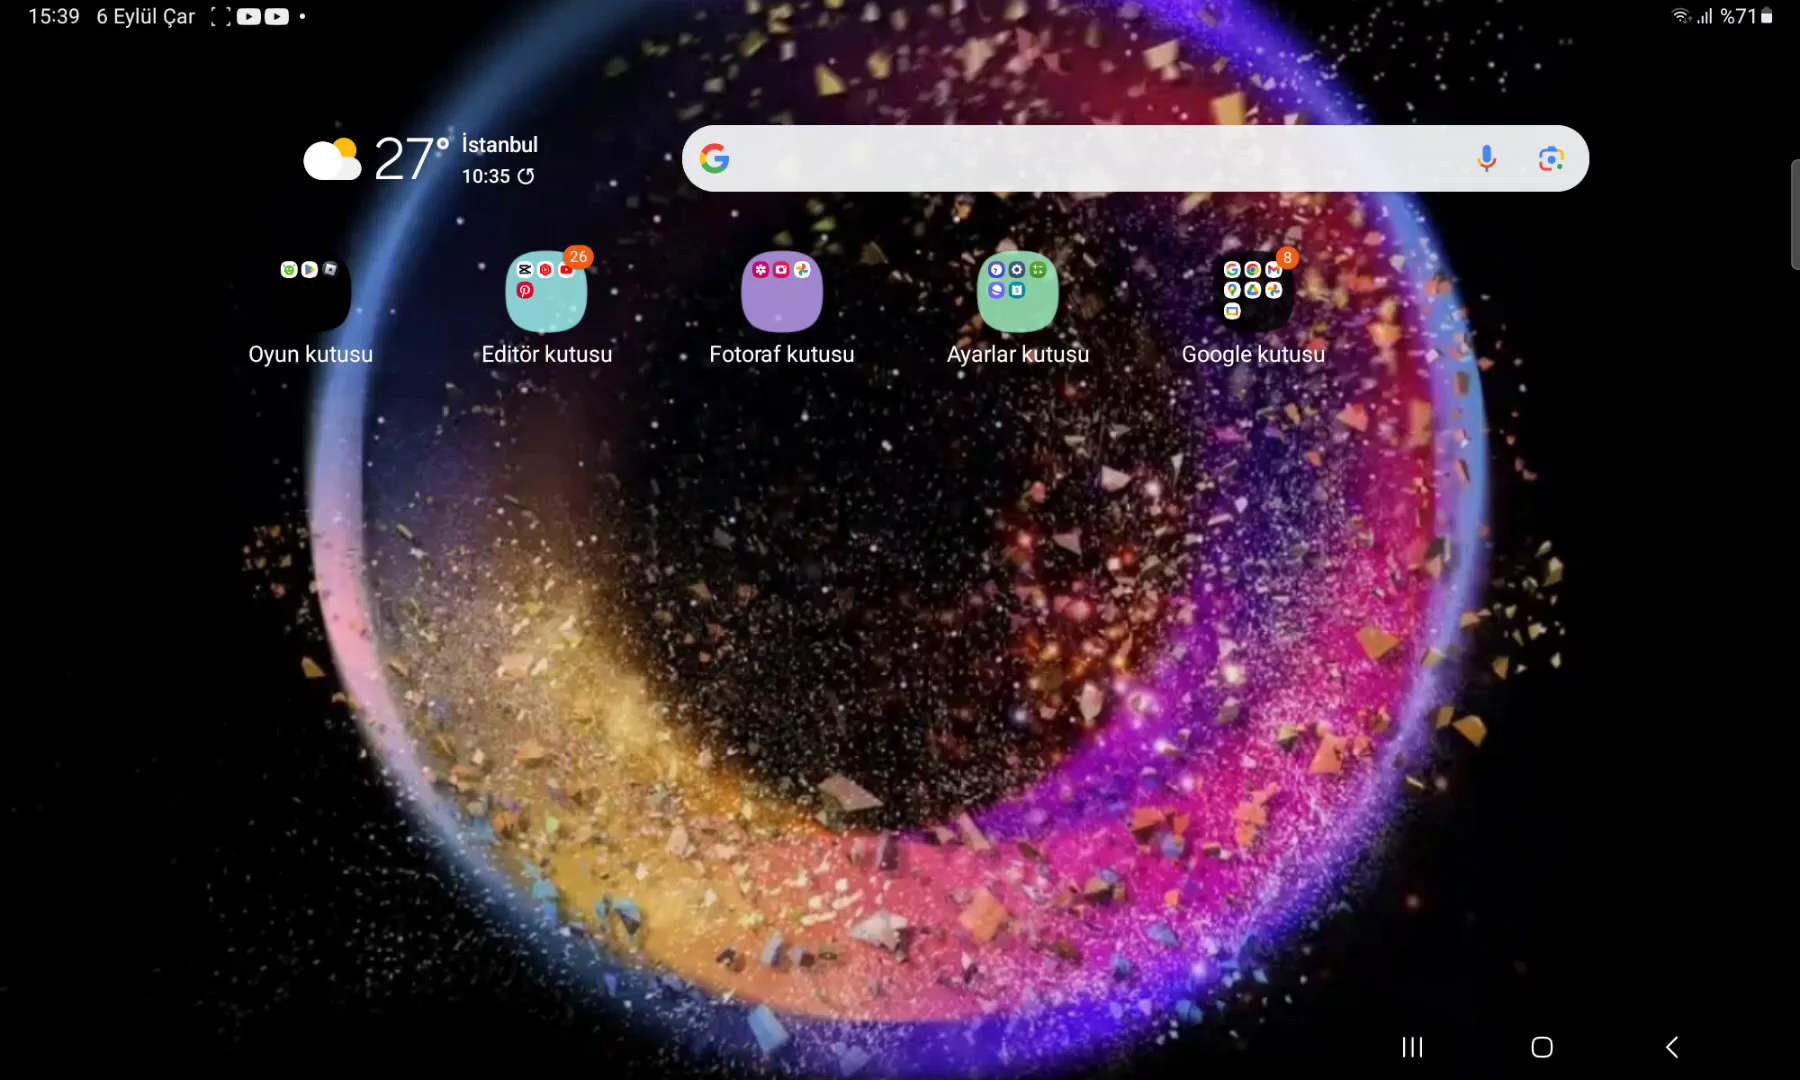 15:39 6 Eylül Çar
%71
27° İstanbul
10:35
26
8
Oyun kutusu
Editör kutusu
Fotoraf kutusu
Ayarlar kutusu
Google kutusu